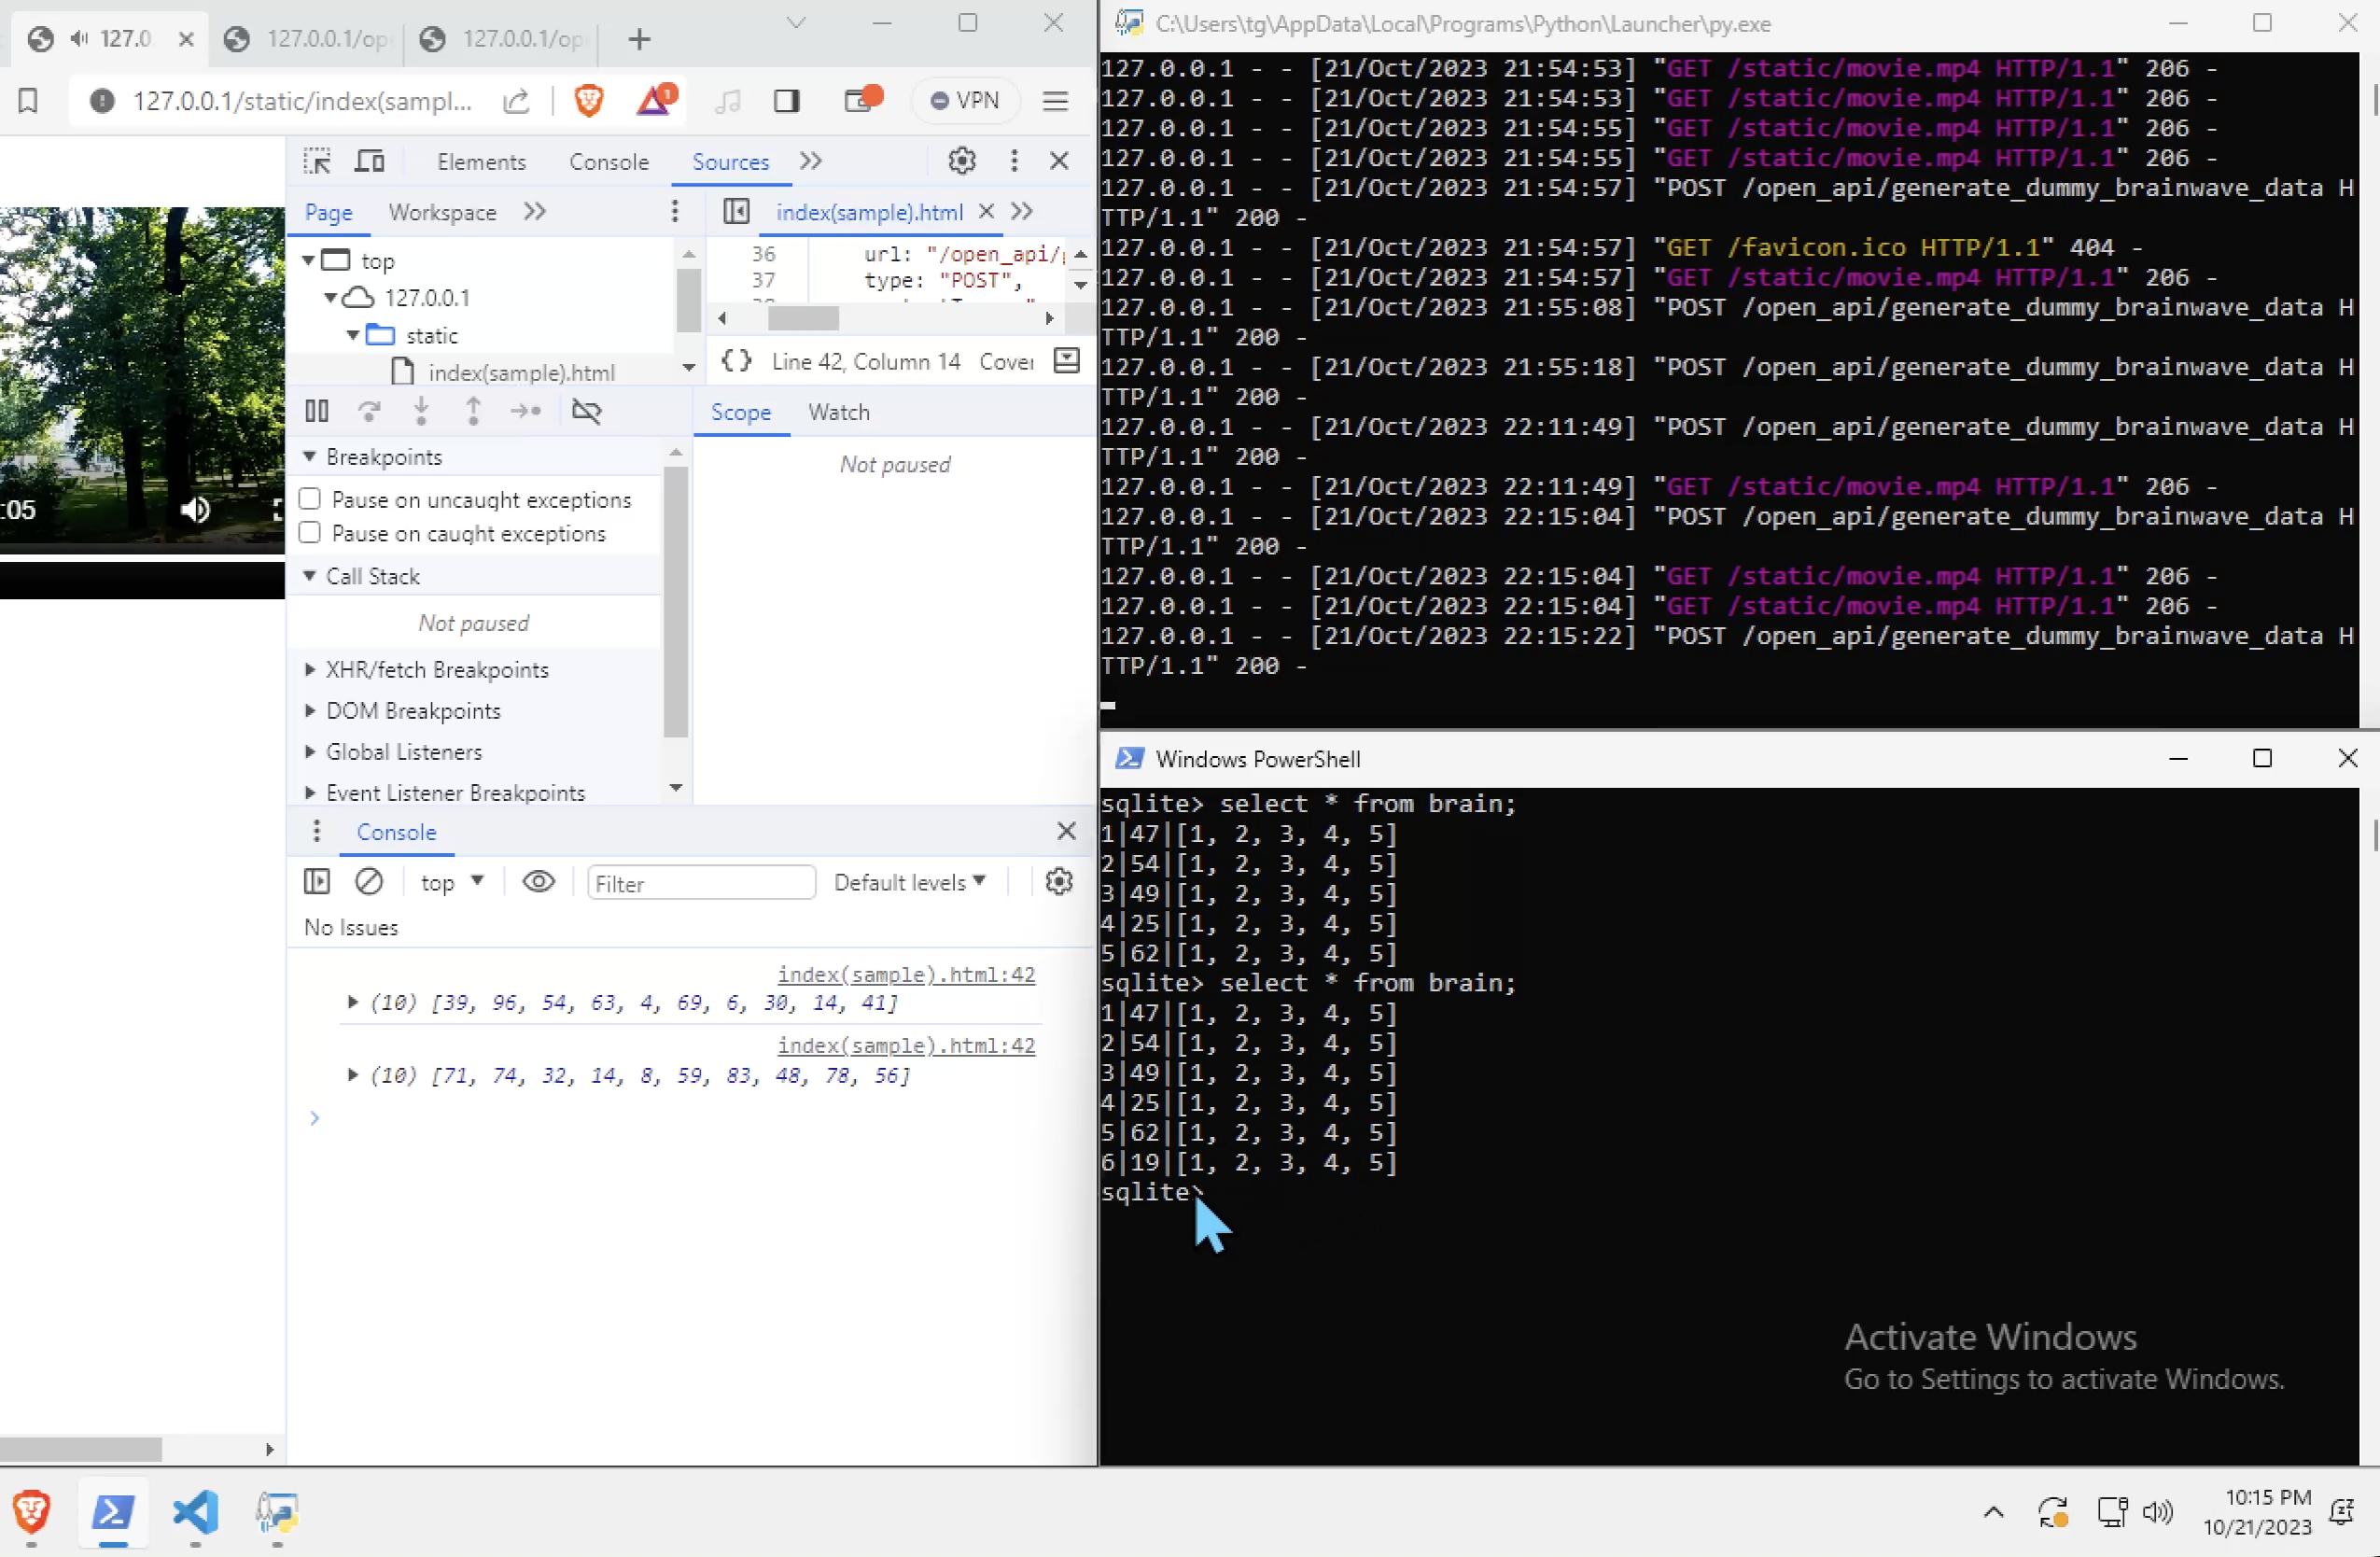 127.0
127.0.0.1/op
127.0.0.1/op
127.0.0.1/static/index(sampl...
1
VPN
Elements
Console
Sources
Page
Workspace
index(sample).html
top
127.0.0.1
static
index(sample).html
36 url: "/open_api/
37 type: "POST",
Line 42, Column 14
Cover
Scope
Watch
Not paused
Breakpoints
Pause on uncaught exceptions
Pause on caught exceptions
Call Stack
Not paused
XHR/fetch Breakpoints
DOM Breakpoints
Global Listeners
Event Listener Breakpoints
:05
Console
top
Filter
Default levels
No Issues
index(sample).html:42
(10) [39, 96, 54, 63, 4, 69, 6, 30, 14, 41]
index(sample).html:42
(10) [71, 74, 32, 14, 8, 59, 83, 48, 78, 56]
C:\Users\tg\AppData\Local\Programs\Python\Launcher\py.exe
127.0.0.1 - - [21/Oct/2023 21:54:53] "GET /static/movie.mp4 HTTP/1.1" 206 -
127.0.0.1 - - [21/Oct/2023 21:54:53] "GET /static/movie.mp4 HTTP/1.1" 206 -
127.0.0.1 - - [21/Oct/2023 21:54:55] "GET /static/movie.mp4 HTTP/1.1" 206 -
127.0.0.1 - - [21/Oct/2023 21:54:55] "GET /static/movie.mp4 HTTP/1.1" 206 -
127.0.0.1 - - [21/Oct/2023 21:54:57] "POST /open_api/generate_dummy_brainwave_data H
TTP/1.1" 200 -
127.0.0.1 - - [21/Oct/2023 21:54:57] "GET /favicon.ico HTTP/1.1" 404 -
127.0.0.1 - - [21/Oct/2023 21:54:57] "GET /static/movie.mp4 HTTP/1.1" 206 -
127.0.0.1 - - [21/Oct/2023 21:55:08] "POST /open_api/generate_dummy_brainwave_data H
TTP/1.1" 200 -
127.0.0.1 - - [21/Oct/2023 21:55:18] "POST /open_api/generate_dummy_brainwave_data H
TTP/1.1" 200 -
127.0.0.1 - - [21/Oct/2023 22:11:49] "POST /open_api/generate_dummy_brainwave_data H
TTP/1.1" 200 -
127.0.0.1 - - [21/Oct/2023 22:11:49] "GET /static/movie.mp4 HTTP/1.1" 206 -
127.0.0.1 - - [21/Oct/2023 22:15:04] "POST /open_api/generate_dummy_brainwave_data H
TTP/1.1" 200 -
127.0.0.1 - - [21/Oct/2023 22:15:04] "GET /static/movie.mp4 HTTP/1.1" 206 -
127.0.0.1 - - [21/Oct/2023 22:15:04] "GET /static/movie.mp4 HTTP/1.1" 206 -
127.0.0.1 - - [21/Oct/2023 22:15:22] "POST /open_api/generate_dummy_brainwave_data H
TTP/1.1" 200 -
Windows PowerShell
sqlite> select * from brain;
1|47|[1, 2, 3, 4, 5]
2|54|[1, 2, 3, 4, 5]
3|49|[1, 2, 3, 4, 5]
4|25|[1, 2, 3, 4, 5]
5|62|[1, 2, 3, 4, 5]
sqlite> select * from brain;
1|47|[1, 2, 3, 4, 5]
2|54|[1, 2, 3, 4, 5]
3|49|[1, 2, 3, 4, 5]
4|25|[1, 2, 3, 4, 5]
5|62|[1, 2, 3, 4, 5]
6|19|[1, 2, 3, 4, 5]
sqlite>
Activate Windows
Go to Settings to activate Windows.
10:15 PM
10/21/2023